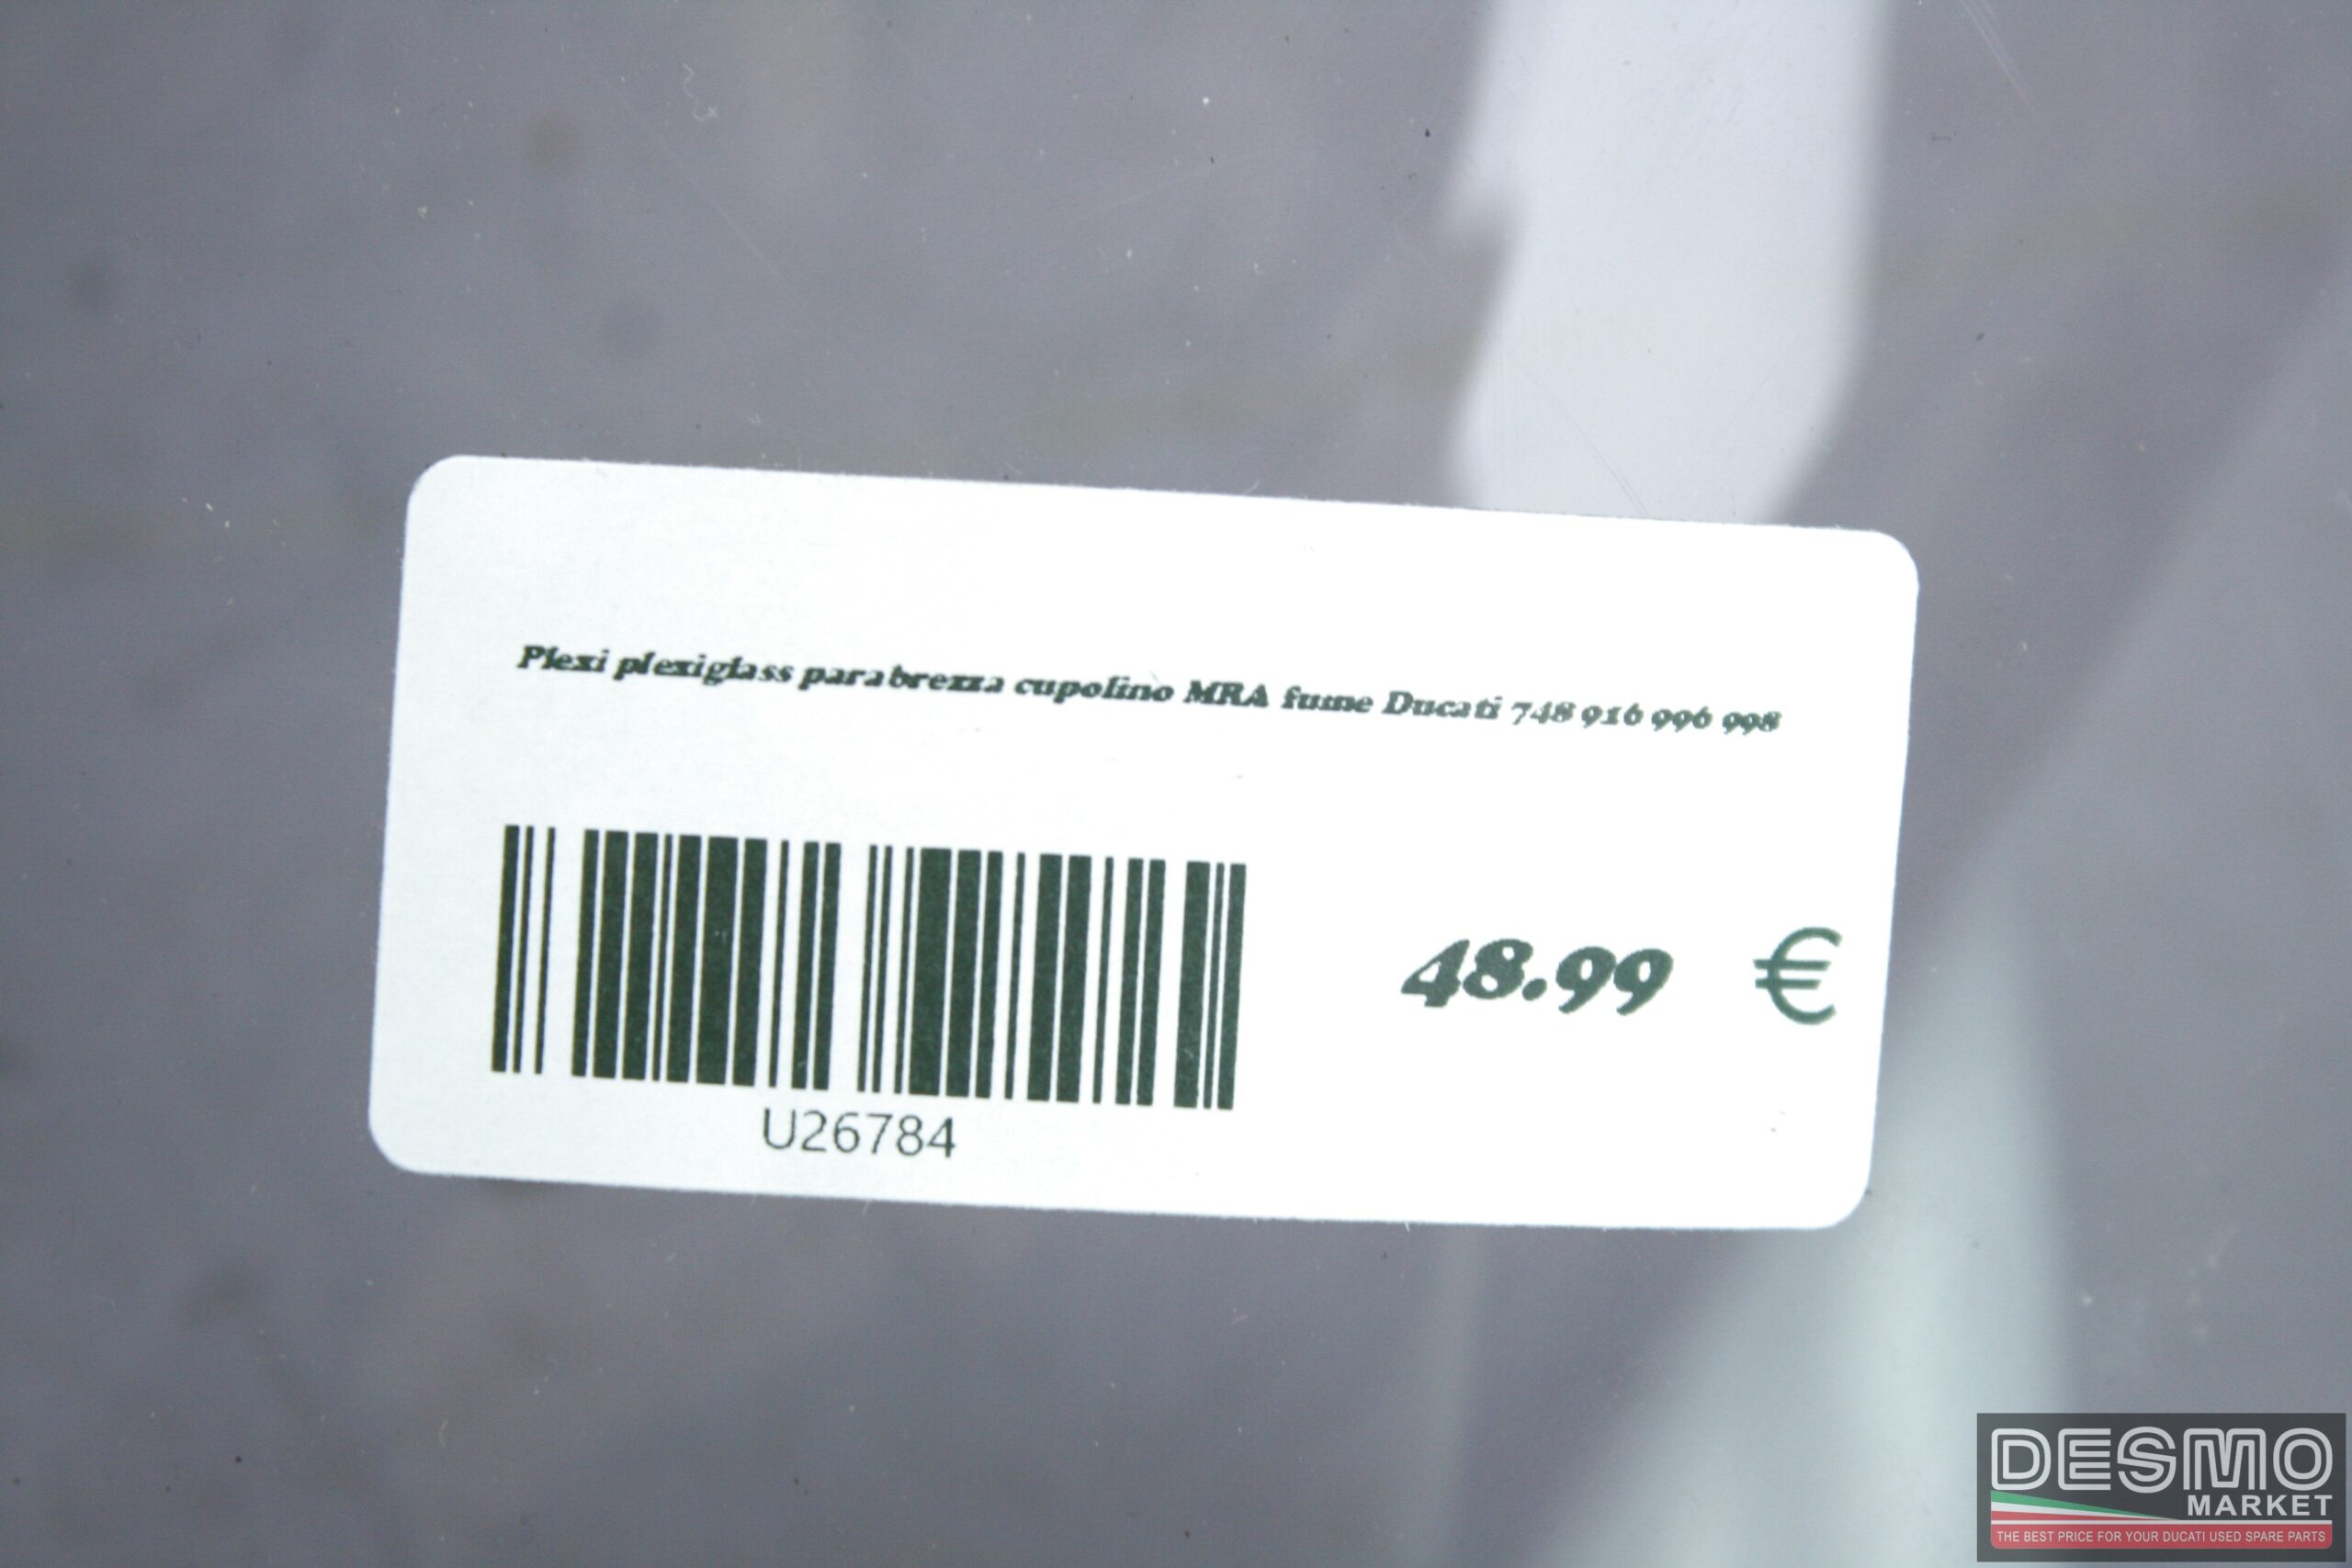 Plexi plexiglass parabrezza cupolino MRA fume Ducati 748 916 996 998
48.99 €
U26784
DESMO
MARKET
THE BEST PRICE FOR YOUR DUCATI USED SPARE PARTS